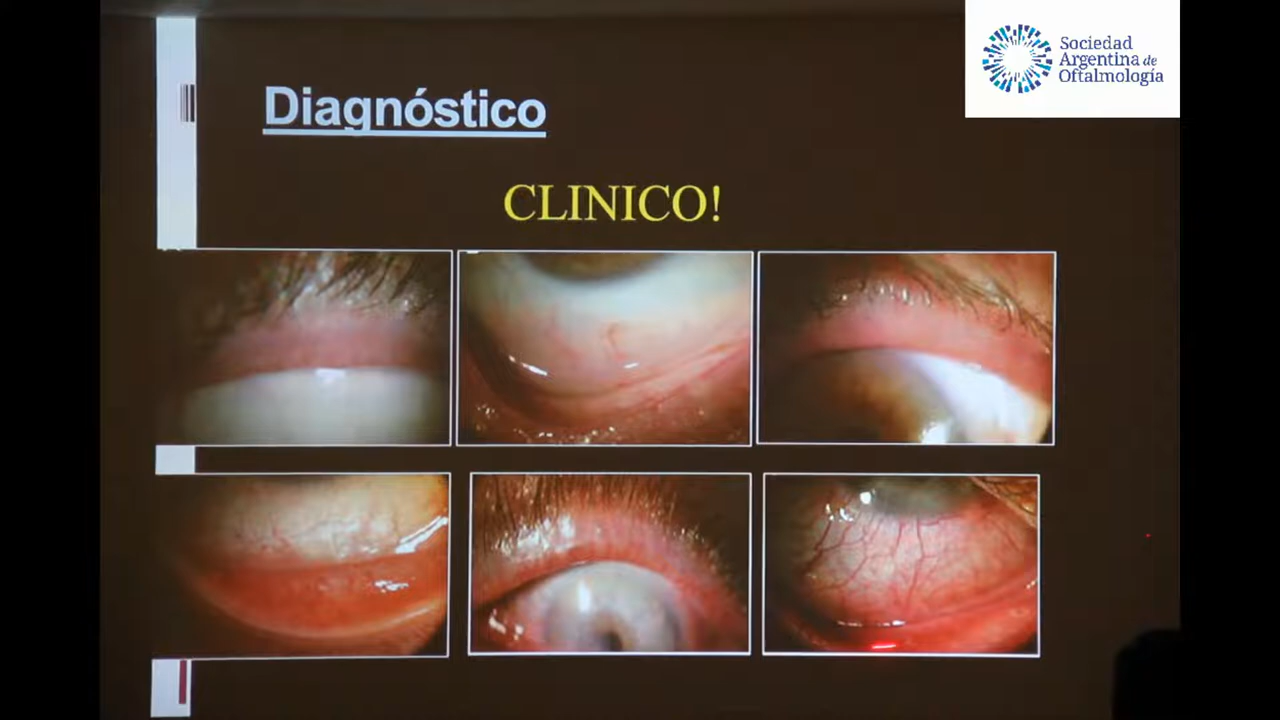 Sociedad
Argentina de
Oftalmología
Diagnóstico
CLINICO!